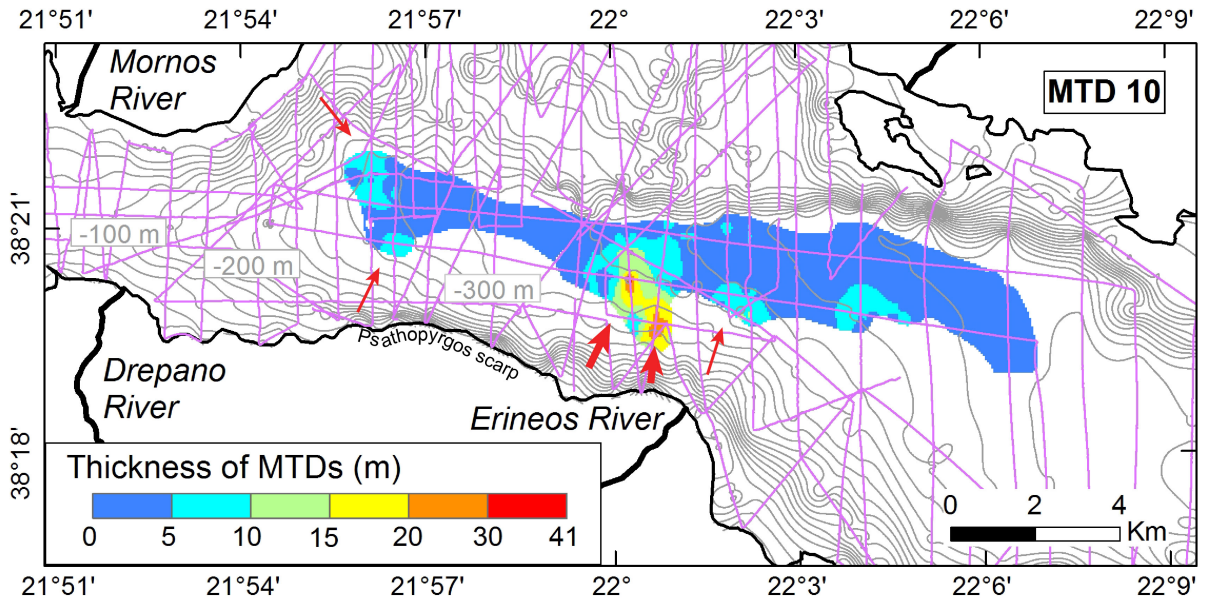 21°51' 21°54' 21°57' 22° 22°3' 22°6' 22°9'
Mornos
River
MTD 10
38°21'
-100 m
-200 m
-300 m
Psathopyrgos scarp
Drepano
River
Erineos River
38°18'
Thickness of MTDs (m)
0 5 10 15 20 30 41
0 2 4
Km
21°51' 21°54' 21°57' 22° 22°3' 22°6' 22°9'